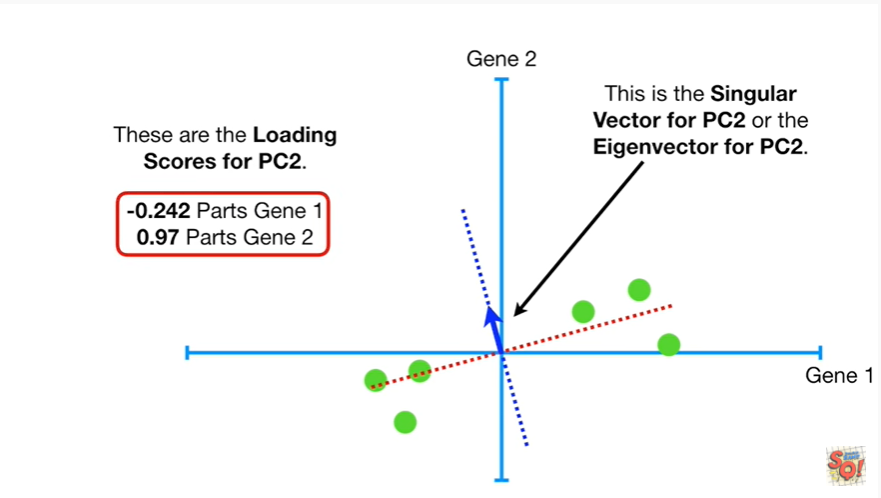 Gene 2
This is the Singular
Vector for PC2 or the
Eigenvector for PC2.
These are the Loading
Scores for PC2.
-0.242 Parts Gene 1
0.97 Parts Gene 2
Gene 1
SQ!